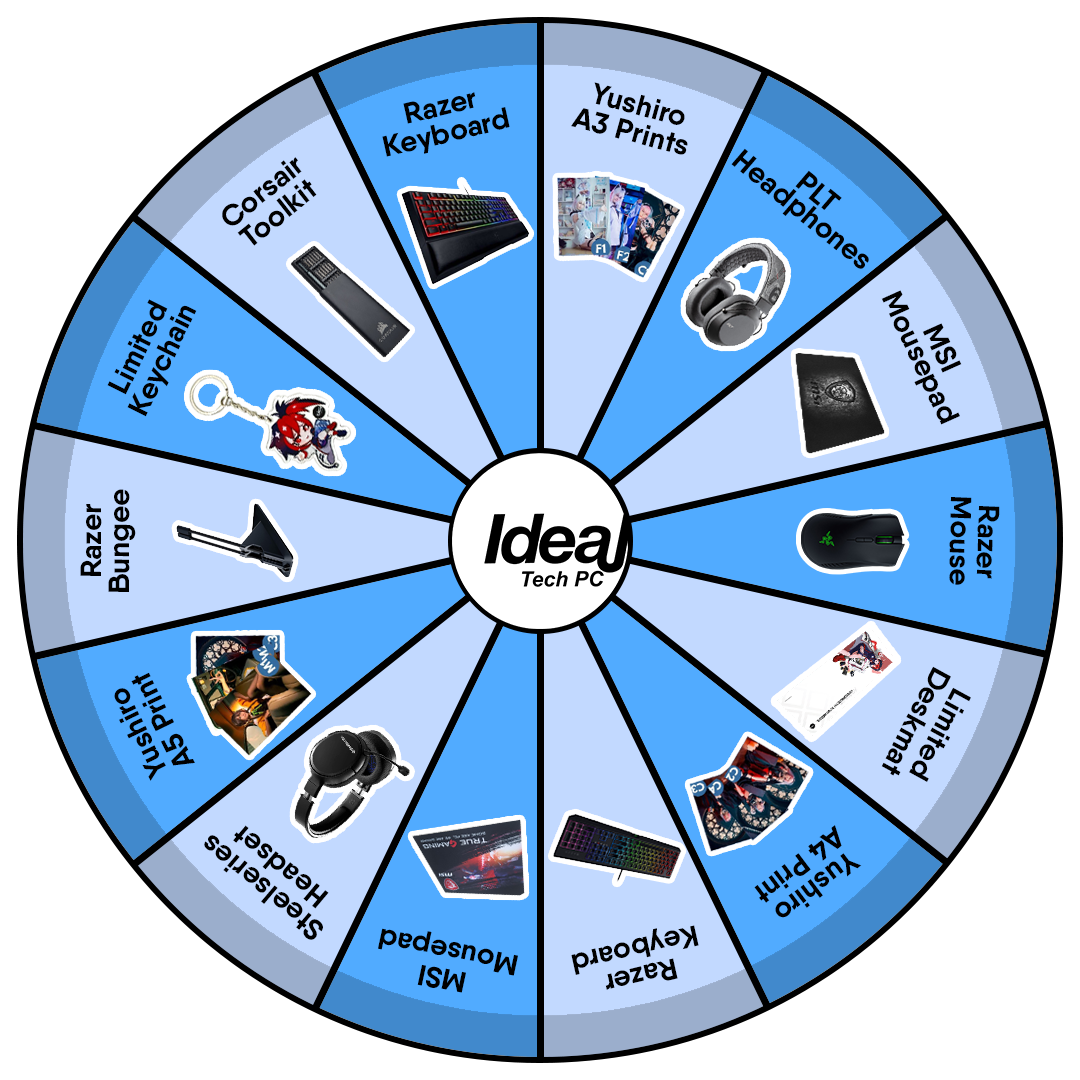 Yushiro
A3 Prints
F1
F2
PLT
Headphones
MSI
Mousepad
Razer
Mouse
Limited
Deskmat
Yushiro
A4 Print
Razer
Keyboard
MSI
Mousepad
TRUE GAMING
msi
Steelseries
Headset
Yushiro
A5 Print
Razer
Bungee
Limited
Keychain
Corsair
Toolkit
CORSAIR
Razer
Keyboard
Ideal
Tech PC